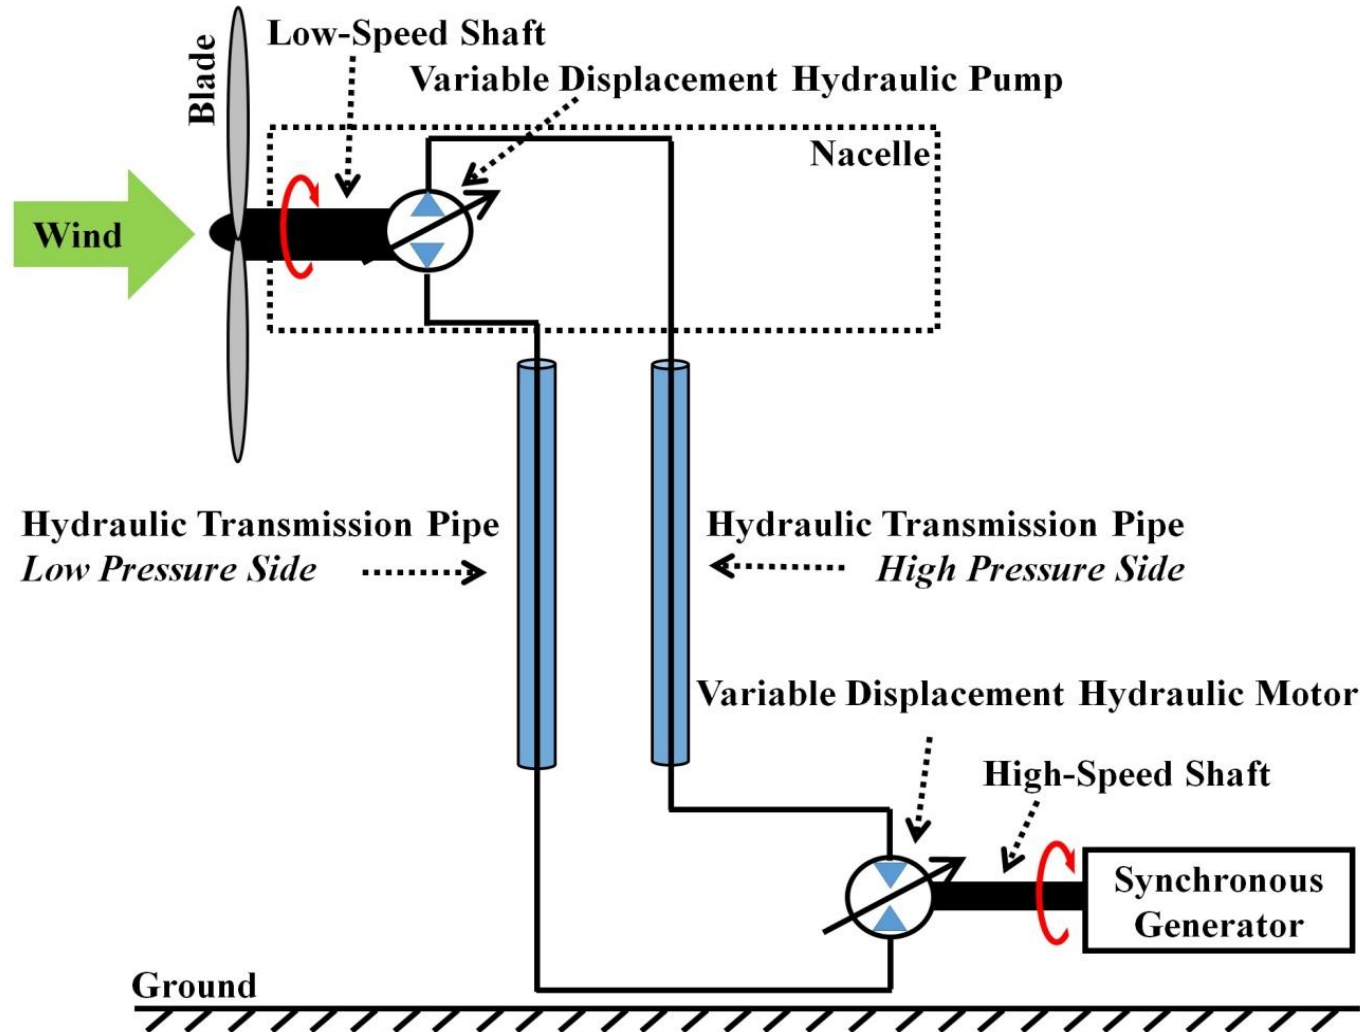 Blade
Low-Speed Shaft
Variable Displacement Hydraulic Pump
Nacelle
Wind
Hydraulic Transmission Pipe
Low Pressure Side
Hydraulic Transmission Pipe
High Pressure Side
Variable Displacement Hydraulic Motor
High-Speed Shaft
Synchronous
Generator
Ground